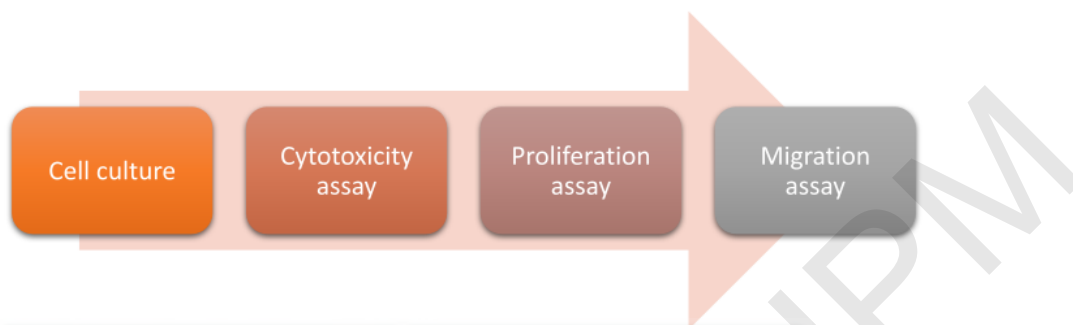 Cell culture
Cytotoxicity
assay
Proliferation
assay
Migration
assay